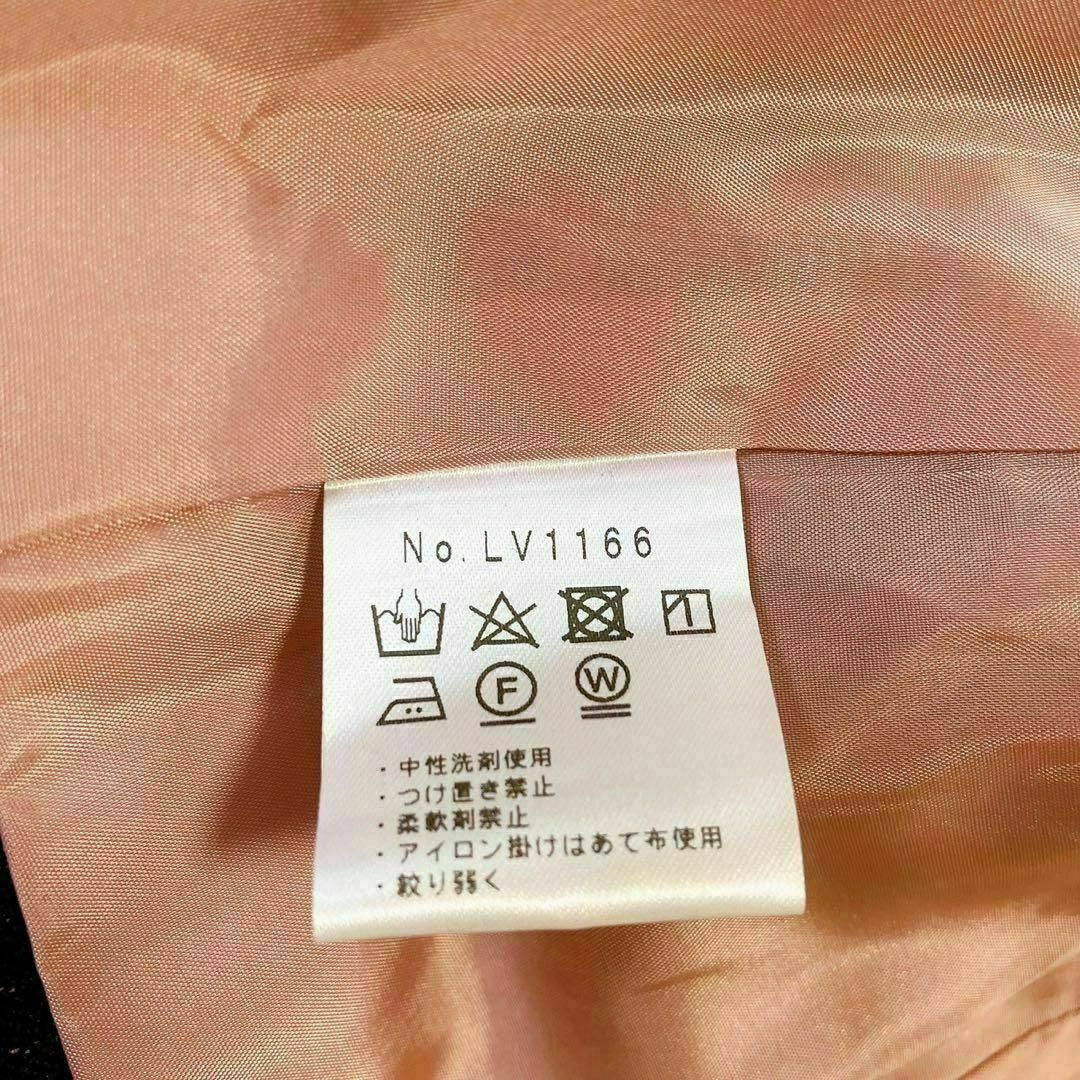 No.LV1166
F W
・中性洗剤使用
・つけ置き禁止
・柔軟剤禁止
・アイロン掛けはあて布使用
・絞り弱く